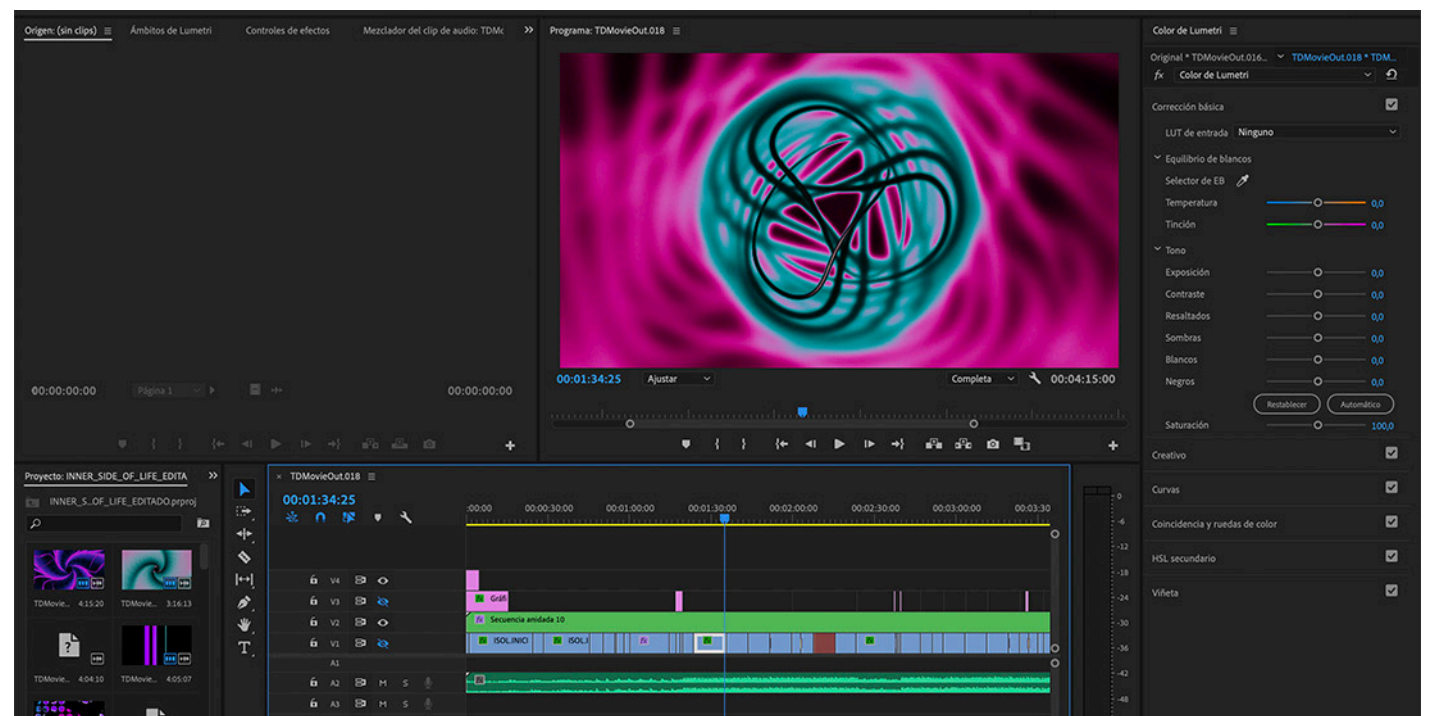 Origen: (sin clips)
Ámbitos de Lumetri
Controles de efectos
Mezclador del clip de audio: TDMc
Programa: TDMovieOut.018
Color de Lumetri
Original * TDMovieOut.016... TDMovieOut.018 * TDM...
fx Color de Lumetri
Corrección básica
LUT de entrada Ninguno
Equilibrio de blancos
Selector de EB
Temperatura 0,0
Tinción 0,0
Tono
Exposición 0,0
Contraste 0,0
Resaltados 0,0
Sombras 0,0
Blancos 0,0
Negros 0,0
Restablecer Automático
Saturación 100,0
Creativo
Curvas
Coincidencia y ruedas de color
HSL secundario
Viñeta
00:00:00:00 Página 1 00:00:00:00
00:01:34:25 Ajustar Completa 00:04:15:00
Proyecto: INNER_SIDE_OF_LIFE_EDITA
INNER_S...OF_LIFE_EDITADO.prproj
TDMovie... 4:15:20
TDMovie... 3:16:13
TDMovie... 4:04:10
TDMovie... 4:05:07
TDMovieOut.018
00:01:34:25
:00:00 00:00:30:00 00:01:00:00 00:01:30:00 00:02:00:00 00:02:30:00 00:03:00:00 00:03:30
V4
V3 Gráfi
V2 fx Secuencia anidada 10
V1 ISOL.INICI ISOL.I
A1
A2 M S
A3 M S
0
-6
-12
-18
-24
-30
-36
-42
-48